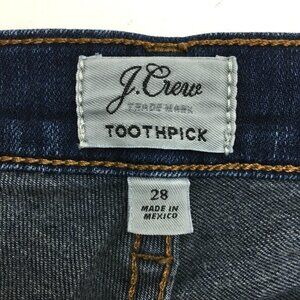 J.Crew
TRADE MARK
TOOTHPICK
28
MADE IN
MEXICO